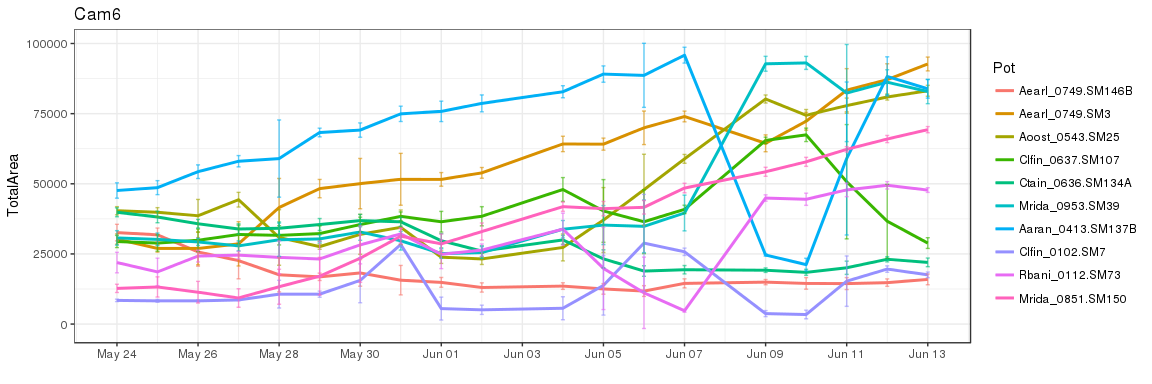 Cam6
TotalArea
100000
75000
50000
25000
0
May 24 May 26 May 28 May 30 Jun 01 Jun 03 Jun 05 Jun 07 Jun 09 Jun 11 Jun 13
Pot
Aearl_0749.SM146B
Aearl_0749.SM3
Aoost_0543.SM25
Clfin_0637.SM107
Ctain_0636.SM134A
Mrida_0953.SM39
Aaran_0413.SM137B
Clfin_0102.SM7
Rbani_0112.SM73
Mrida_0851.SM150